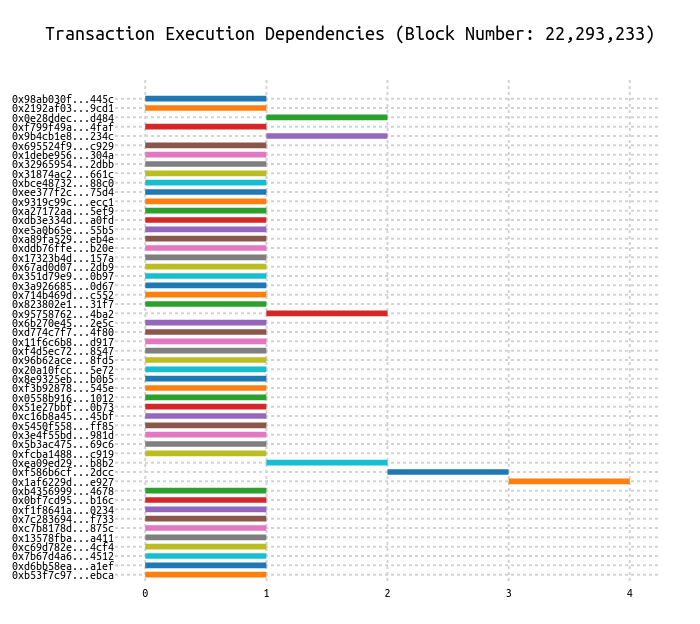 Transaction Execution Dependencies (Block Number: 22,293,233)
0x98ab030f...445c
0x2192af03...9cd1
0x0e28ddec...d484
0xf799f49a...4faf
0x9b4cb1e8...234c
0x695524f9...c929
0x1debe956...304a
0x32965954...2dbb
0x31874ac2...661c
0xbce48732...88c0
0xee377f2c...75d4
0x9319c99c...ecc1
0xa27172aa...5ef9
0xdb3e334d...a0fd
0xe5a0b65e...55b5
0xa89fa529...eb4e
0xddb76ffe...b20e
0x17323b4d...157a
0x67ad0d07...2db9
0x351d79e9...0b97
0x3a926685...0d67
0x714b469d...c552
0x823802e1...31f7
0x95758762...4ba2
0x6b270e45...2e5c
0xd774c7f7...4f80
0x11f6c6b8...d917
0xf4d5ec72...8547
0x96b62ace...8fd5
0x20a10fcc...5e72
0x8e9325eb...b0b5
0xf3b92878...545e
0x0558b916...1012
0x51e27bbf...0b73
0xc16b8a45...45bf
0x5450f558...ff85
0x3e4f55bd...981d
0x5b3ac475...69c6
0xfcba1488...c919
0xea09ed29...b8b2
0xf586b6cf...2dcc
0x1af6229d...e927
0xb4356999...4678
0x0bf7cd95...b16c
0xf1f8641a...0234
0x7c283694...f733
0xc7b8178d...875c
0x13578fba...a411
0xc69d782e...4cf4
0x7b67d4a6...4512
0xd6bb58ea...a1ef
0xb53f7c97...ebca
0 1 2 3 4